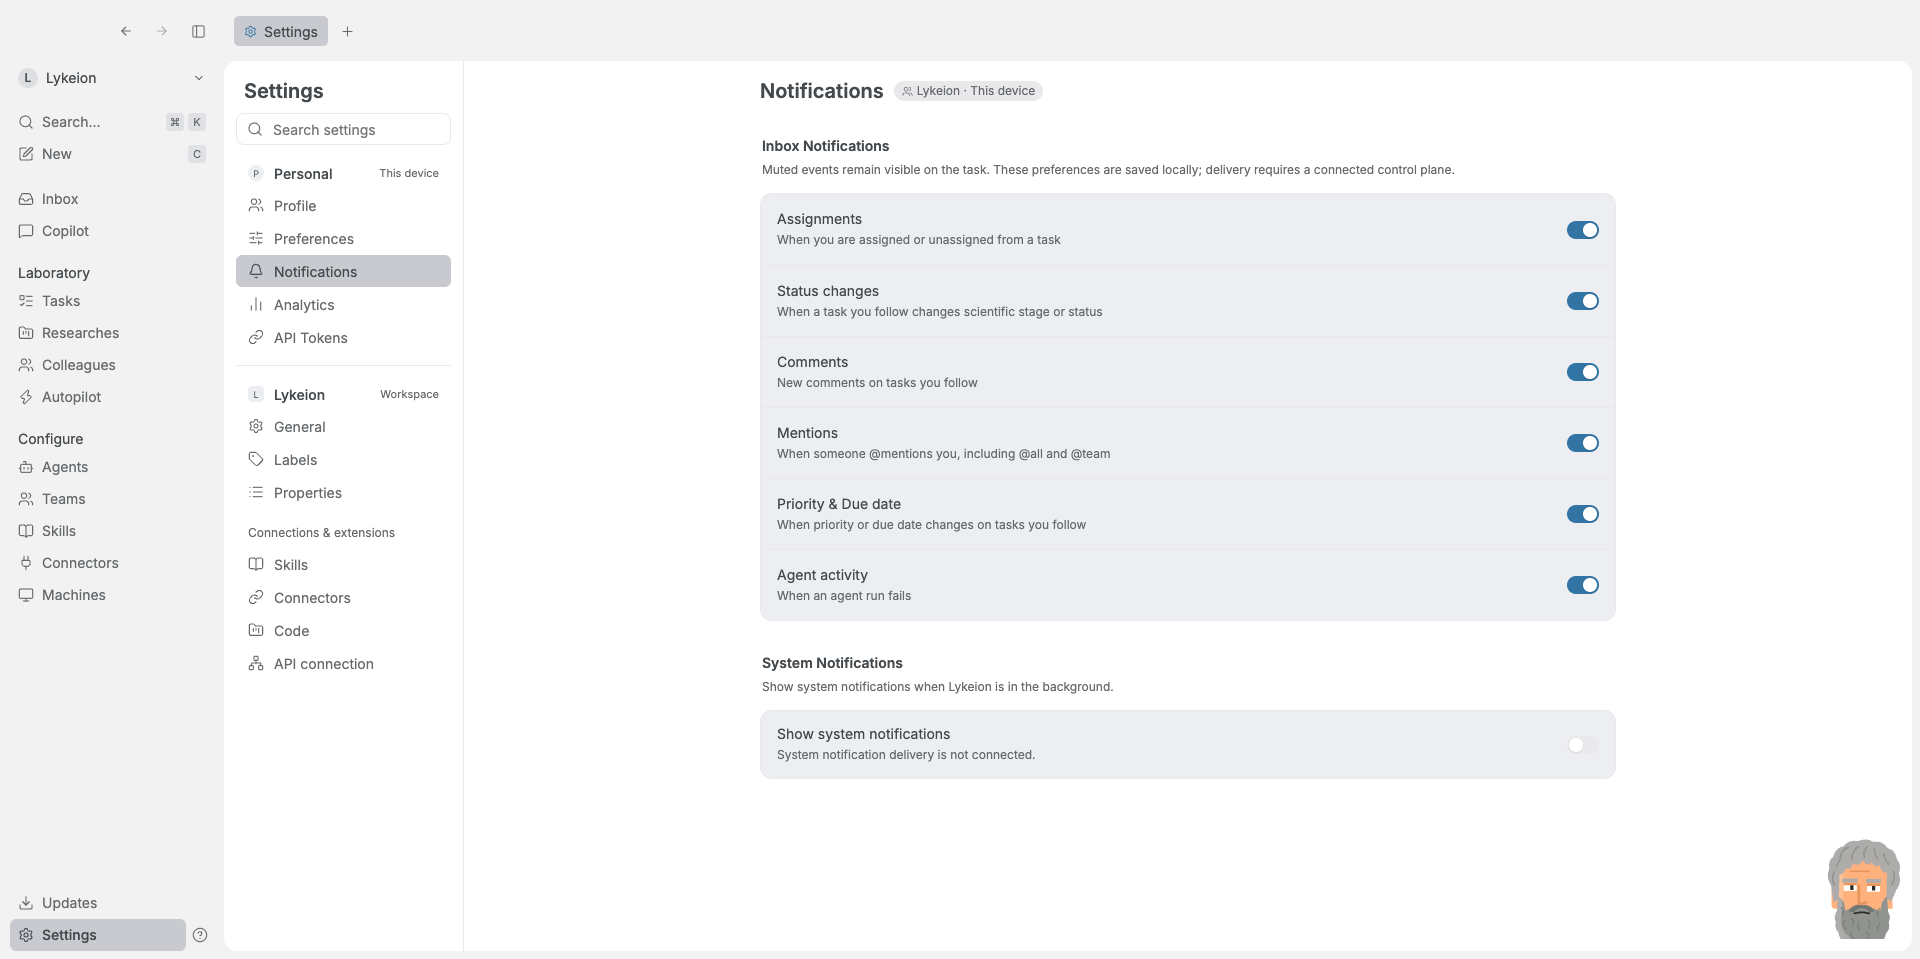 Settings
L Lykeion
Search... ⌘ K
New C
Inbox
Copilot
Laboratory
Tasks
Researches
Colleagues
Autopilot
Configure
Agents
Teams
Skills
Connectors
Machines
Updates
Settings
Settings
Search settings
P Personal This device
Profile
Preferences
Notifications
Analytics
API Tokens
L Lykeion Workspace
General
Labels
Properties
Connections & extensions
Skills
Connectors
Code
API connection
Notifications Lykeion · This device
Inbox Notifications
Muted events remain visible on the task. These preferences are saved locally; delivery requires a connected control plane.
Assignments
When you are assigned or unassigned from a task
Status changes
When a task you follow changes scientific stage or status
Comments
New comments on tasks you follow
Mentions
When someone @mentions you, including @all and @team
Priority & Due date
When priority or due date changes on tasks you follow
Agent activity
When an agent run fails
System Notifications
Show system notifications when Lykeion is in the background.
Show system notifications
System notification delivery is not connected.